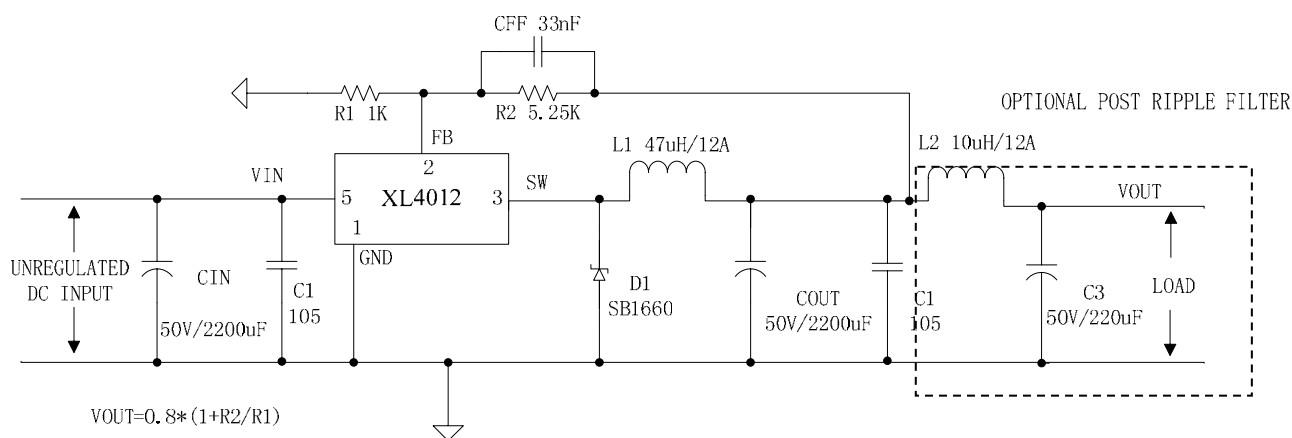 CFF 33nF
R1 1K
R2 5.25K
OPTIONAL POST RIPPLE FILTER
FB
L1 47uH/12A
L2 10uH/12A
2
VIN
SW
VOUT
5
XL4012
3
1
GND
UNREGULATED
DC INPUT
CIN
50V/2200uF
C1
105
D1
SB1660
COUT
50V/2200uF
C1
105
C3
50V/220uF
LOAD
VOUT=0.8*(1+R2/R1)